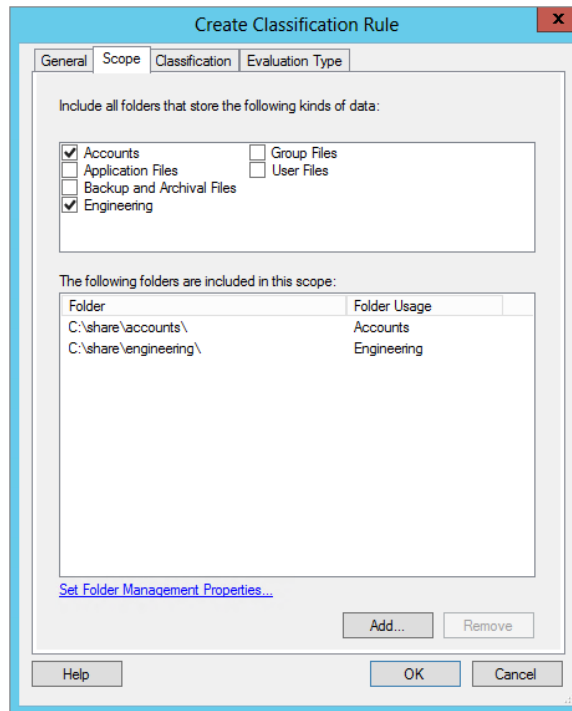 Create Classification Rule
x
General Scope Classification Evaluation Type
Include all folders that store the following kinds of data:
Accounts Group Files
Application Files User Files
Backup and Archival Files
Engineering
The following folders are included in this scope:
Folder Folder Usage
C:\share\accounts\ Accounts
C:\share\engineering\ Engineering
Set Folder Management Properties...
Add... Remove
Help OK Cancel